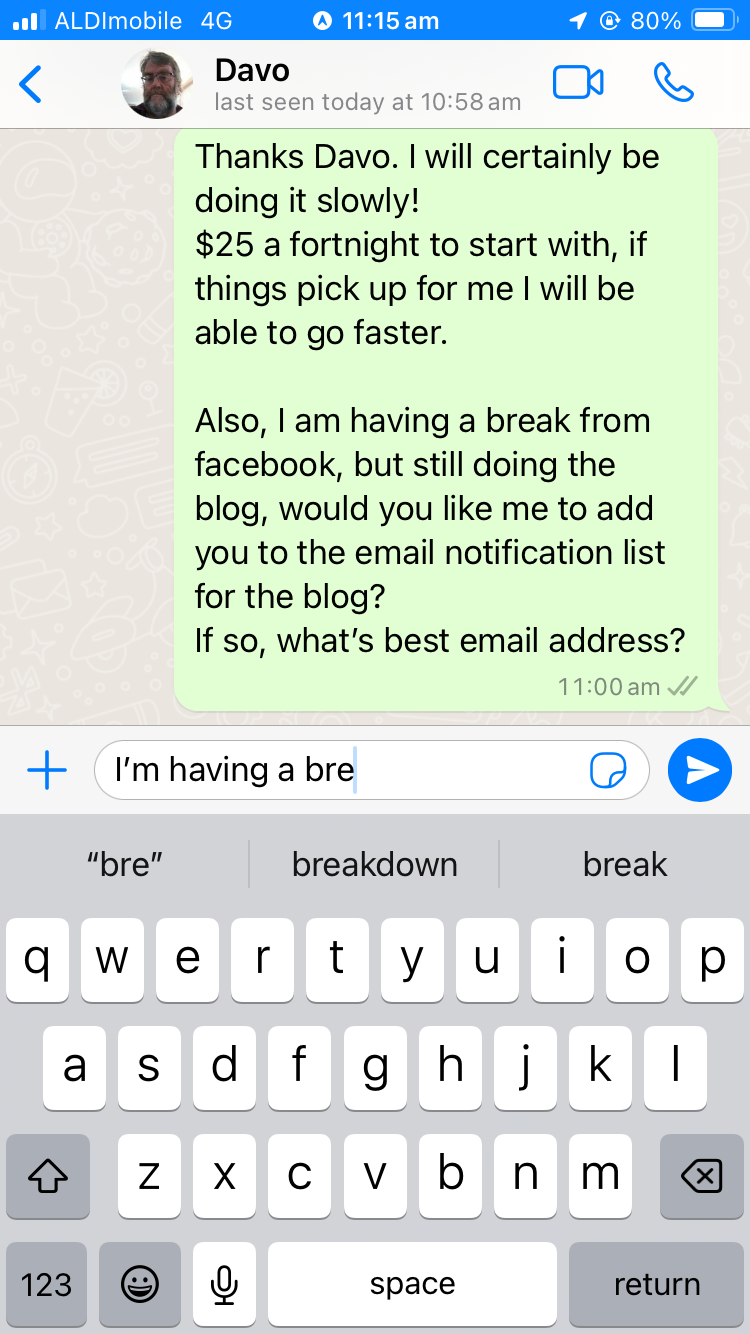 ALDImobile 4G 11:15 am 80%
Davo
last seen today at 10:58 am
Thanks Davo. I will certainly be
doing it slowly!
$25 a fortnight to start with, if
things pick up for me I will be
able to go faster.
Also, I am having a break from
facebook, but still doing the
blog, would you like me to add
you to the email notification list
for the blog?
If so, what’s best email address?
11:00 am
I’m having a bre
“bre” breakdown break
q w e r t y u i o p
a s d f g h j k l
z x c v b n m
123 space return